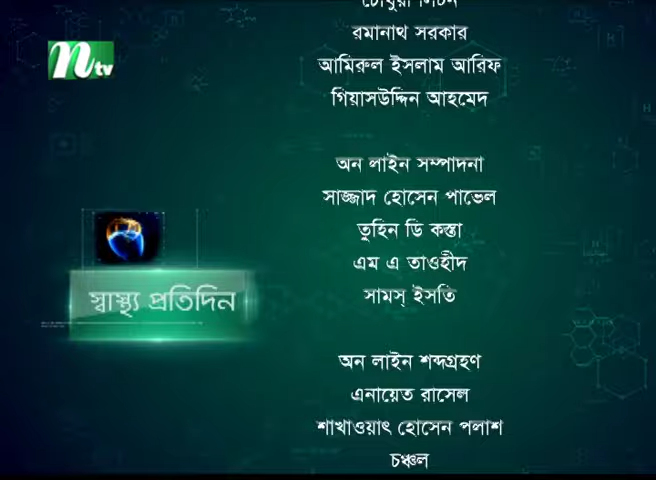 ntv
রমানাথ সরকার
আমিরুল ইসলাম আরিফ
গিয়াসউদ্দিন আহমেদ
অন লাইন সম্পাদনা
সাজ্জাদ হোসেন পাভেল
তুহিন ডি কস্তা
এম এ তাওহীদ
সামস্ ইসতি
স্বাস্থ্য প্রতিদিন
অন লাইন শব্দগ্রহণ
এনায়েত রাসেল
শাখাওয়াৎ হোসেন পলাশ
চঞ্চল